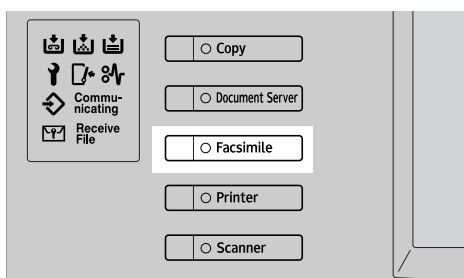 Copy
Document Server
Commu-
nicating
Facsimile
Receive
File
Printer
Scanner